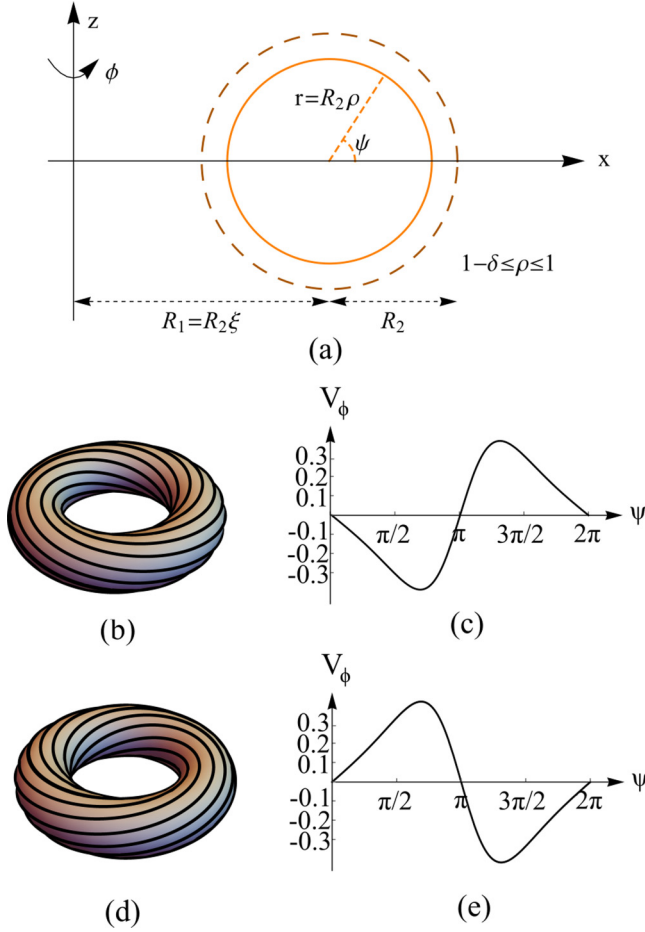 z
ϕ
r=R₂ρ
ψ
x
1−δ≤ρ≤1
R₁=R₂ξ
R₂
(a)
V_ϕ
0.3
0.2
0.1
-0.1
-0.2
-0.3
π/2
π
3π/2
2π
ψ
(b)
(c)
V_ϕ
0.3
0.2
0.1
-0.1
-0.2
-0.3
π/2
π
3π/2
2π
ψ
(d)
(e)